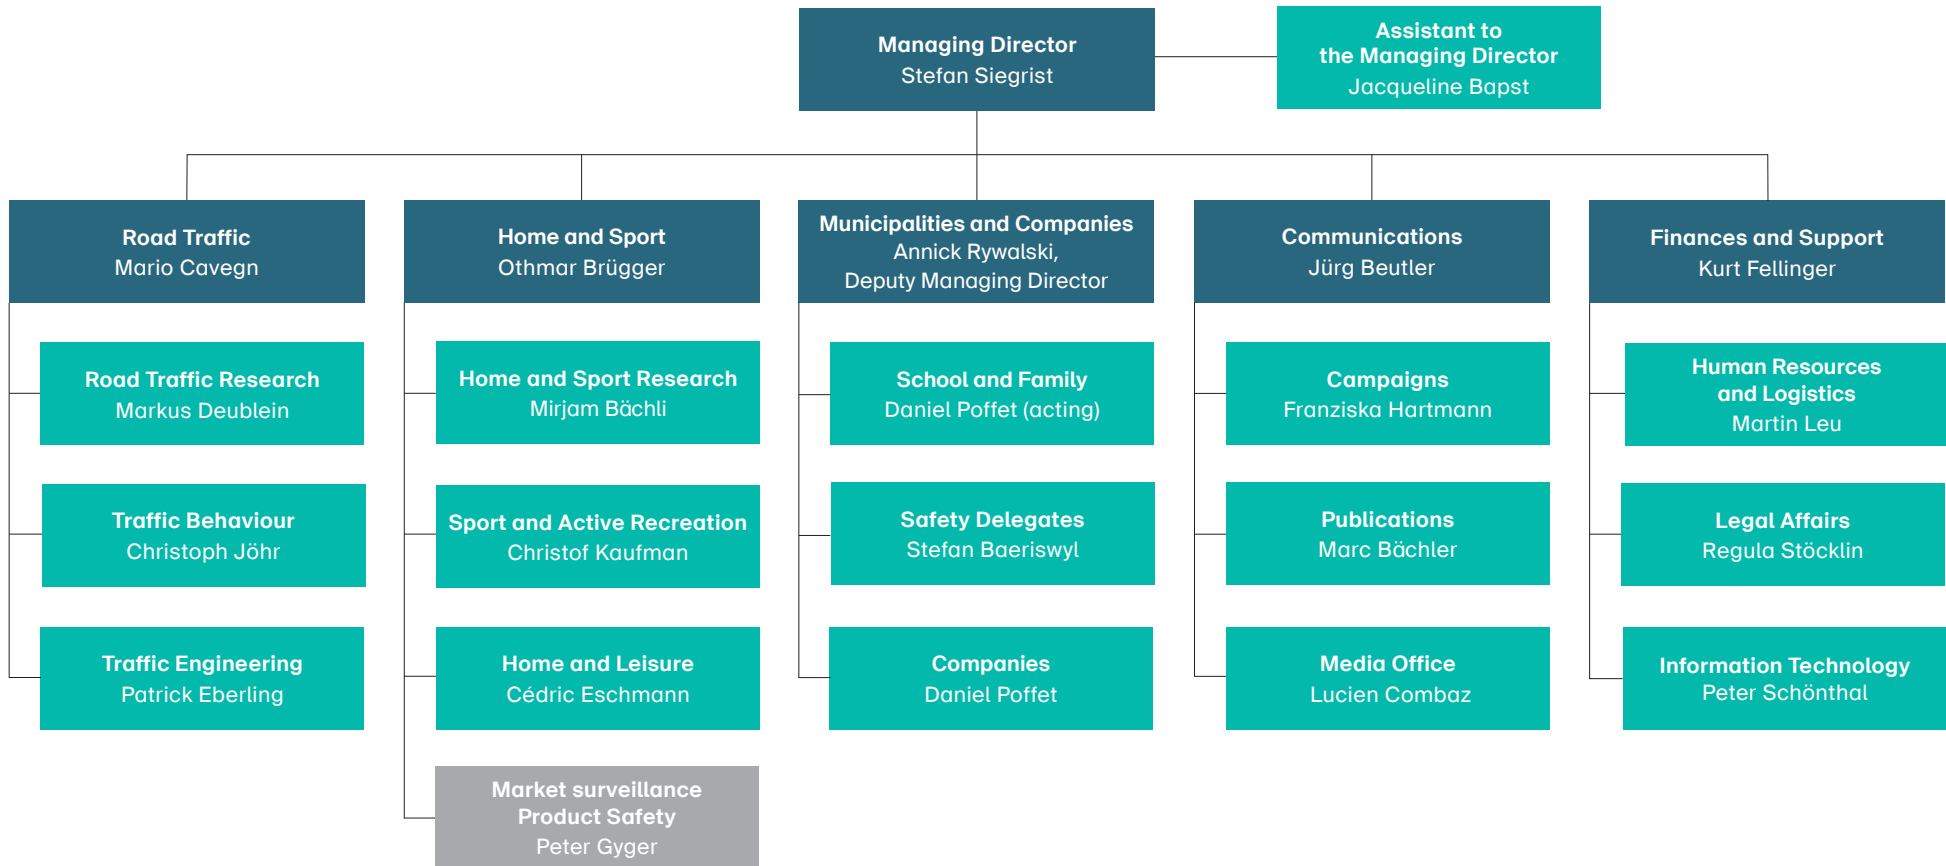 Managing Director
Stefan Siegrist
Assistant to
the Managing Director
Jacqueline Bapst
Road Traffic
Mario Cavegn
Home and Sport
Othmar Brügger
Municipalities and Companies
Annick Rywalski,
Deputy Managing Director
Communications
Jürg Beutler
Finances and Support
Kurt Fellinger
Road Traffic Research
Markus Deublein
Home and Sport Research
Mirjam Bächli
School and Family
Daniel Poffet (acting)
Campaigns
Franziska Hartmann
Human Resources
and Logistics
Martin Leu
Traffic Behaviour
Christoph Jöhr
Sport and Active Recreation
Christof Kaufman
Safety Delegates
Stefan Baeriswyl
Publications
Marc Bächler
Legal Affairs
Regula Stöcklin
Traffic Engineering
Patrick Eberling
Home and Leisure
Cédric Eschmann
Companies
Daniel Poffet
Media Office
Lucien Combaz
Information Technology
Peter Schönthal
Market surveillance
Product Safety
Peter Gyger